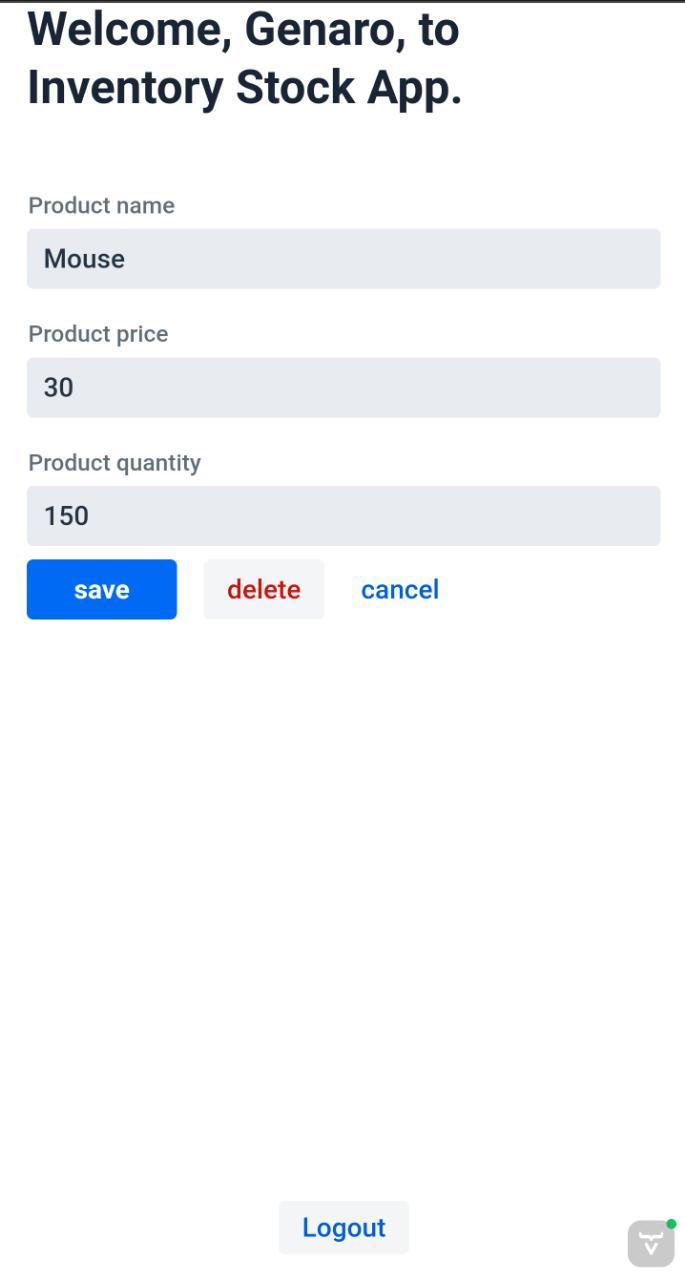 Welcome, Genaro, to
Inventory Stock App.
Product name
Mouse
Product price
30
Product quantity
150
save delete cancel
Logout